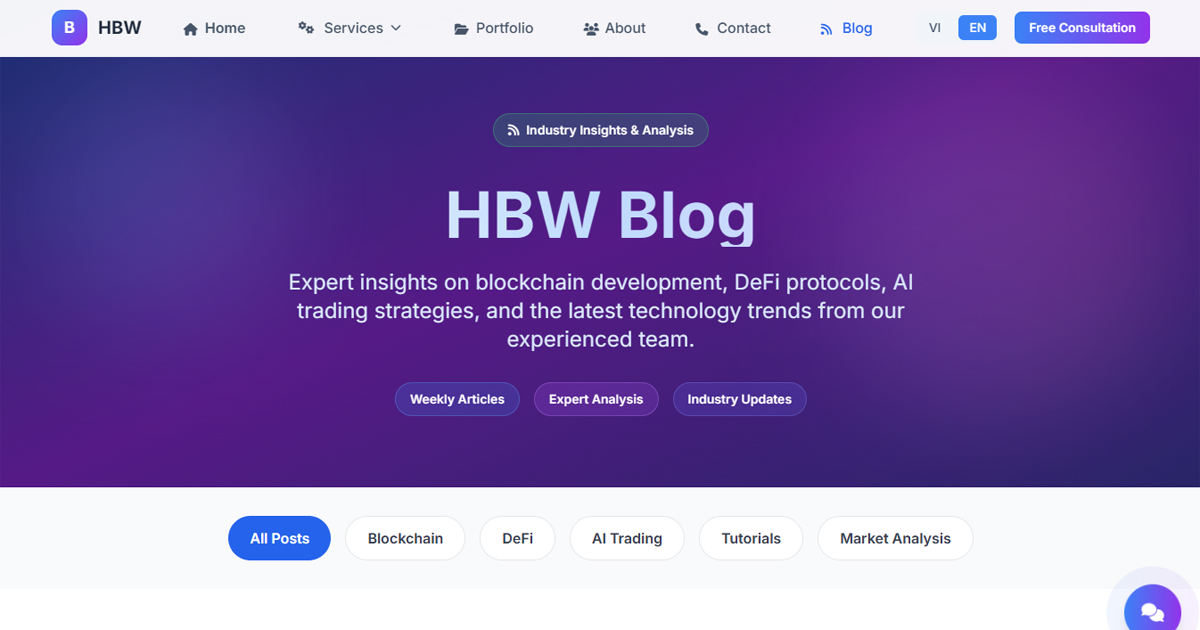 B HBW Home Services Portfolio About Contact Blog VI EN Free Consultation
Industry Insights & Analysis
HBW Blog
Expert insights on blockchain development, DeFi protocols, AI
trading strategies, and the latest technology trends from our
experienced team.
Weekly Articles Expert Analysis Industry Updates
All Posts Blockchain DeFi AI Trading Tutorials Market Analysis